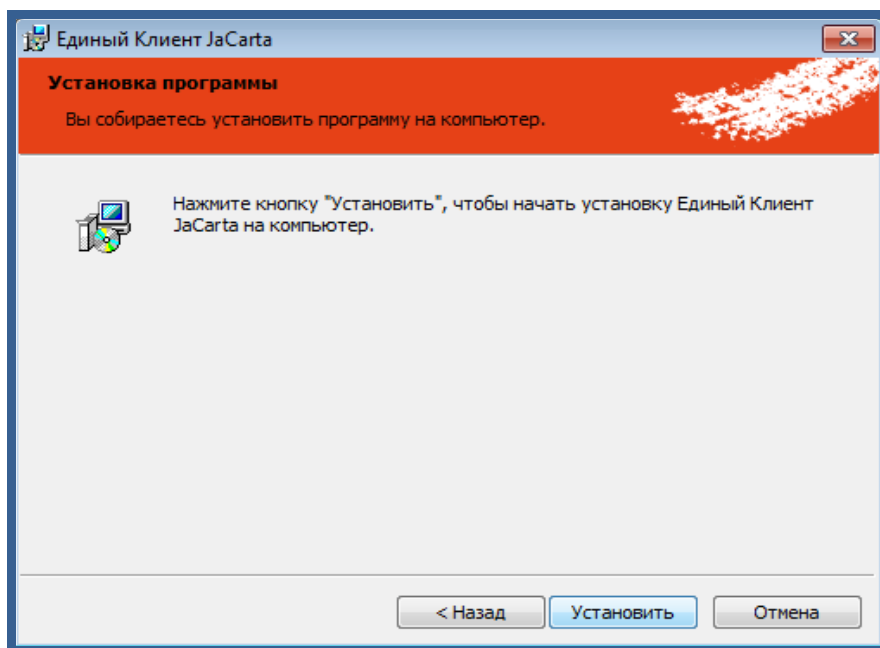 Единый Клиент JaCarta
Установка программы
Вы собираетесь установить программу на компьютер.
Нажмите кнопку "Установить", чтобы начать установку Единый Клиент
JaCarta на компьютер.
< Назад
Установить
Отмена